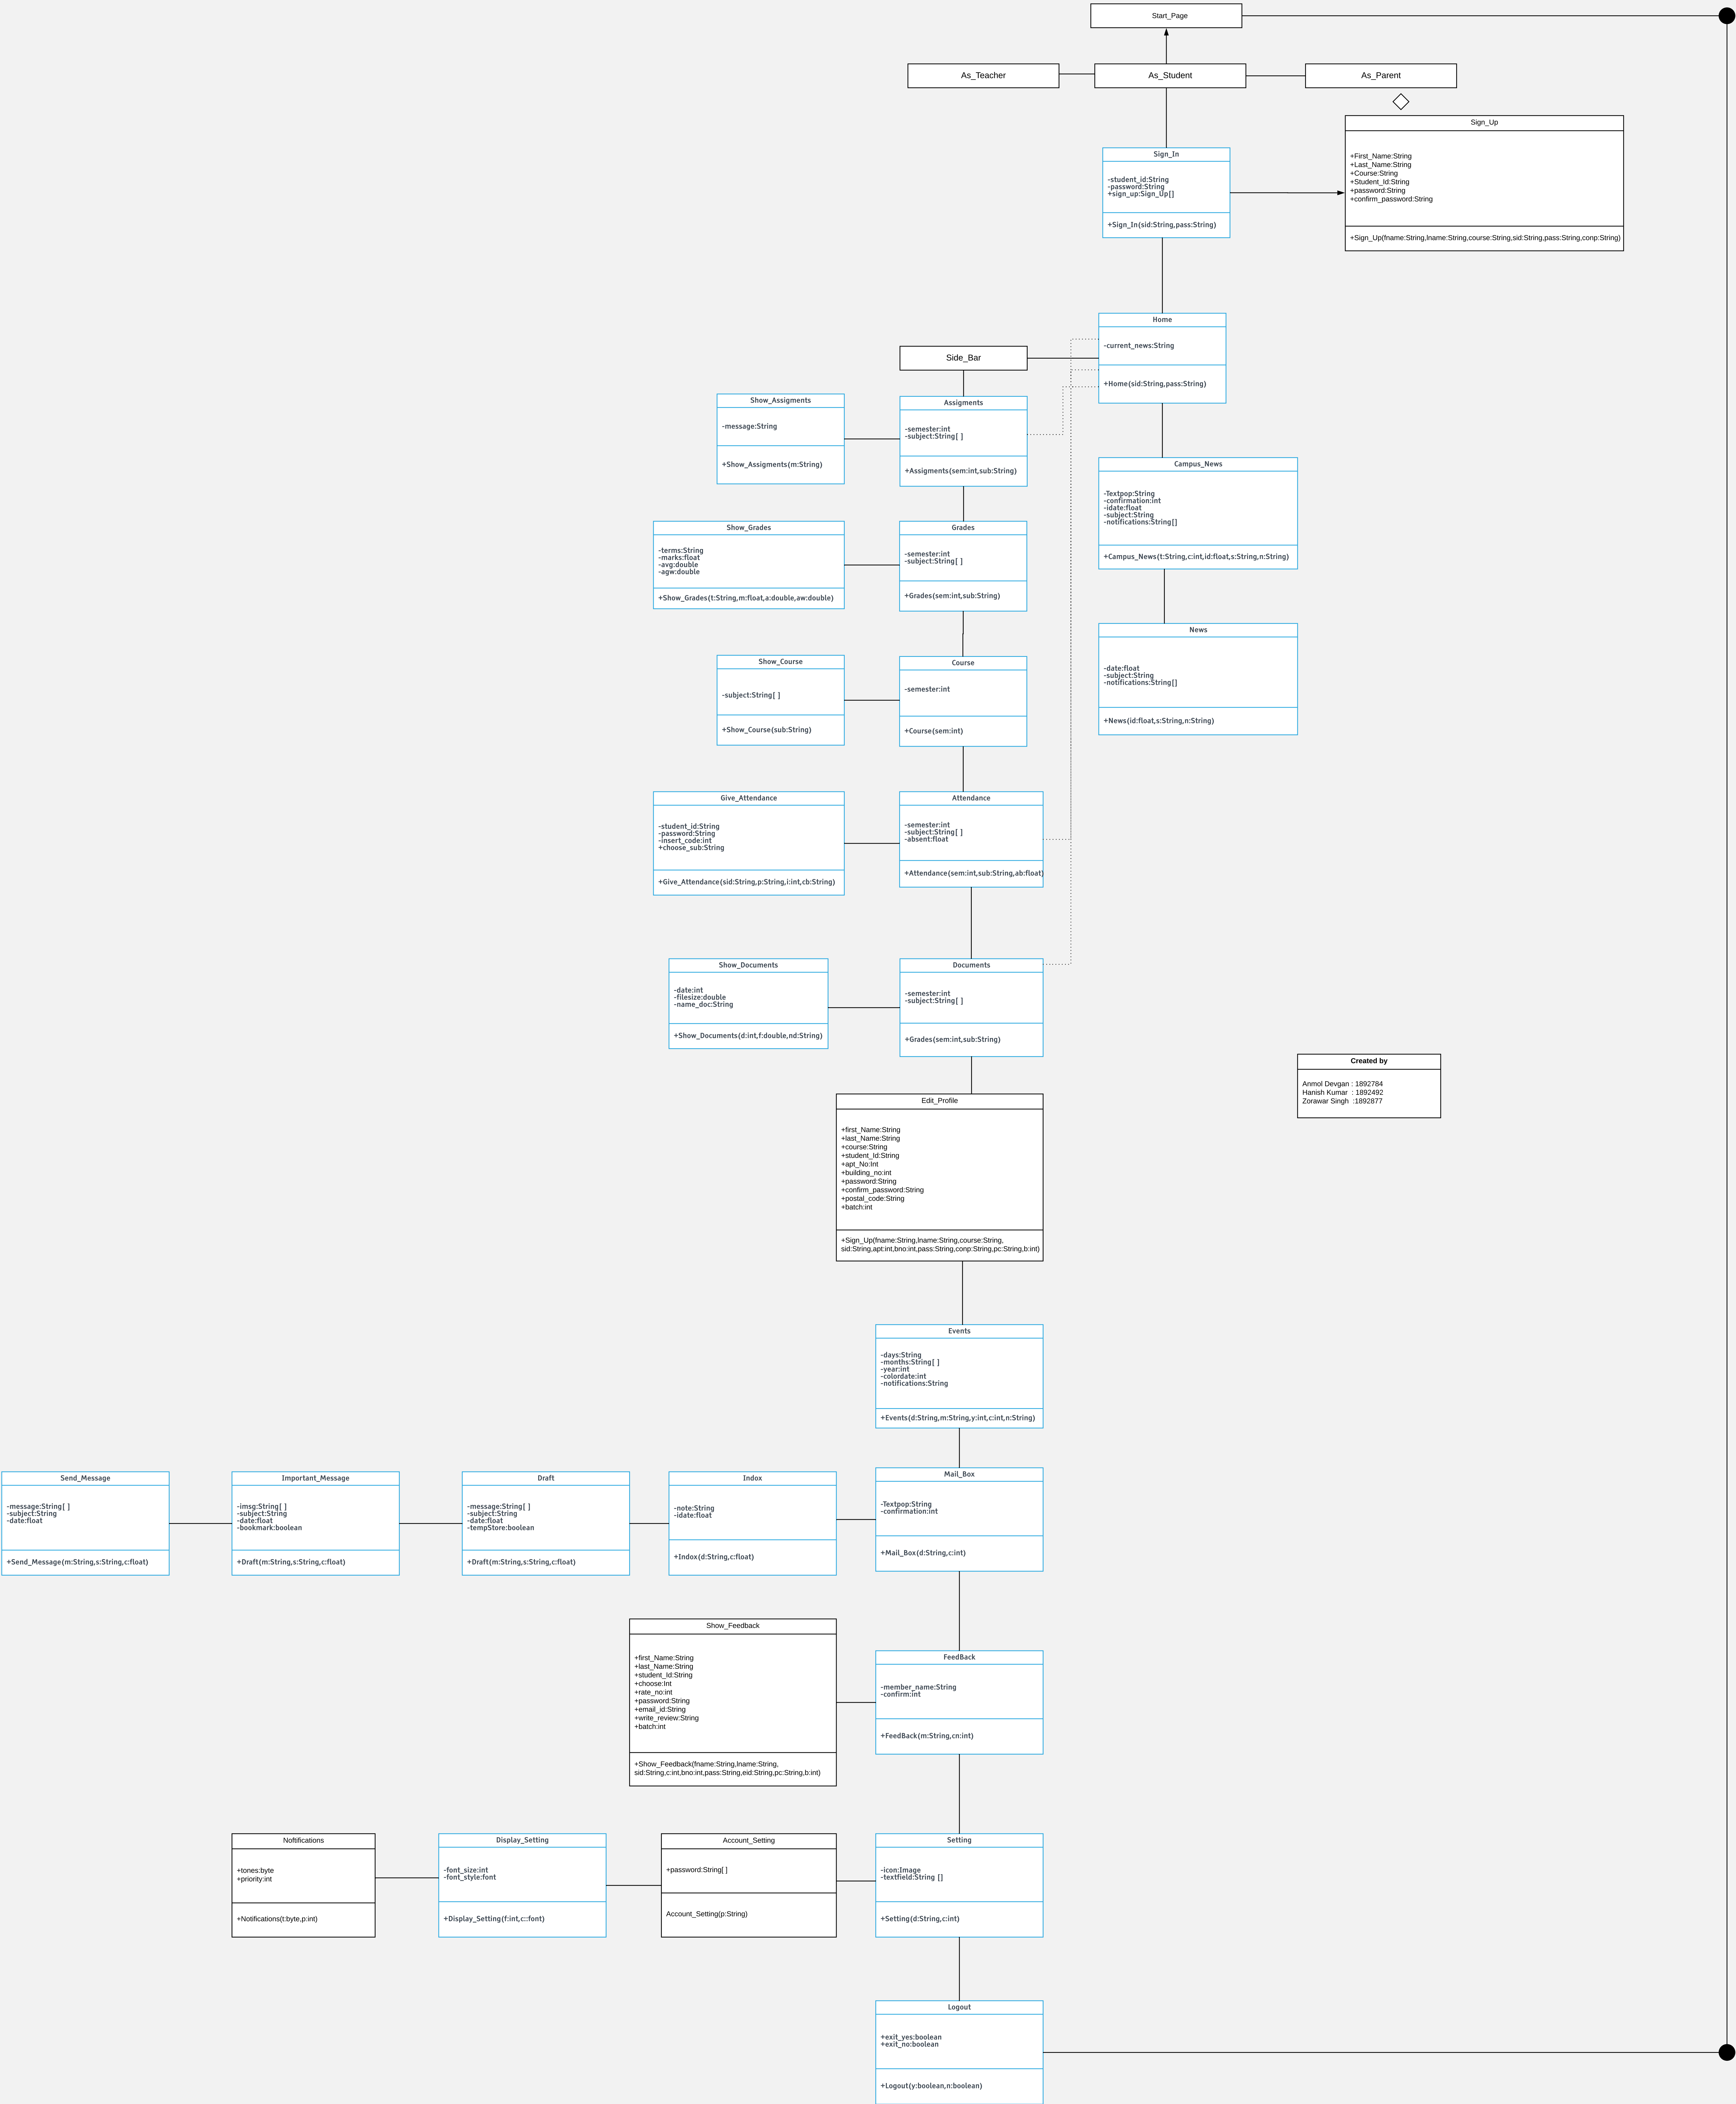 Start_Page
As_Teacher
As_Student
As_Parent
Sign_Up
+First_Name:String
+Last_Name:String
+Course:String
+Student_Id:String
+password:String
+confirm_password:String
+Sign_Up(fname:String,lname:String,course:String,sid:String,pass:String,conp:String)
Sign_In
-student_id:String
-password:String
+sign_up:Sign_Up[]
+Sign_In(sid:String,pass:String)
Home
-current_news:String
+Home(sid:String,pass:String)
Side_Bar
Show_Assigments
-message:String
+Show_Assigments(m:String)
Assigments
-semester:int
-subject:String[ ]
+Assigments(sem:int,sub:String)
Campus_News
-Textpop:String
-confirmation:int
-idate:float
-subject:String
-notifications:String[]
+Campus_News(t:String,c:int,id:float,s:String,n:String)
Show_Grades
-terms:String
-marks:float
-avg:double
-agw:double
+Show_Grades(t:String,m:float,a:double,aw:double)
Grades
-semester:int
-subject:String[ ]
+Grades(sem:int,sub:String)
News
-date:float
-subject:String
-notifications:String[]
+News(id:float,s:String,n:String)
Show_Course
-subject:String[ ]
+Show_Course(sub:String)
Course
-semester:int
+Course(sem:int)
Give_Attendance
-student_id:String
-password:String
-insert_code:int
+choose_sub:String
+Give_Attendance(sid:String,p:String,i:int,cb:String)
Attendance
-semester:int
-subject:String[ ]
-absent:float
+Attendance(sem:int,sub:String,ab:float)
Show_Documents
-date:int
-filesize:double
-name_doc:String
+Show_Documents(d:int,f:double,nd:String)
Documents
-semester:int
-subject:String[ ]
+Grades(sem:int,sub:String)
Created by
Anmol Devgan : 1892784
Hanish Kumar : 1892492
Zorawar Singh :1892877
Edit_Profile
+first_Name:String
+last_Name:String
+course:String
+student_Id:String
+apt_No:Int
+building_no:int
+password:String
+confirm_password:String
+postal_code:String
+batch:int
+Sign_Up(fname:String,lname:String,course:String,
sid:String,apt:int,bno:int,pass:String,conp:String,pc:String,b:int)
Events
-days:String
-months:String[ ]
-year:int
-colordate:int
-notifications:String
+Events(d:String,m:String,y:int,c:int,n:String)
Send_Message
-message:String[ ]
-subject:String
-date:float
+Send_Message(m:String,s:String,c:float)
Important_Message
-imsg:String[ ]
-subject:String
-date:float
-bookmark:boolean
+Draft(m:String,s:String,c:float)
Draft
-message:String[ ]
-subject:String
-date:float
-tempStore:boolean
+Draft(m:String,s:String,c:float)
Indox
-note:String
-idate:float
+Indox(d:String,c:float)
Mail_Box
-Textpop:String
-confirmation:int
+Mail_Box(d:String,c:int)
Show_Feedback
+first_Name:String
+last_Name:String
+student_Id:String
+choose:Int
+rate_no:int
+password:String
+email_id:String
+write_review:String
+batch:int
+Show_Feedback(fname:String,lname:String,
sid:String,c:int,bno:int,pass:String,eid:String,pc:String,b:int)
FeedBack
-member_name:String
-confirm:int
+FeedBack(m:String,cn:int)
Noftifications
+tones:byte
+priority:int
+Notifications(t:byte,p:int)
Display_Setting
-font_size:int
-font_style:font
+Display_Setting(f:int,c::font)
Account_Setting
+password:String[ ]
Account_Setting(p:String)
Setting
-icon:Image
-textfield:String []
+Setting(d:String,c:int)
Logout
+exit_yes:boolean
+exit_no:boolean
+Logout(y:boolean,n:boolean)